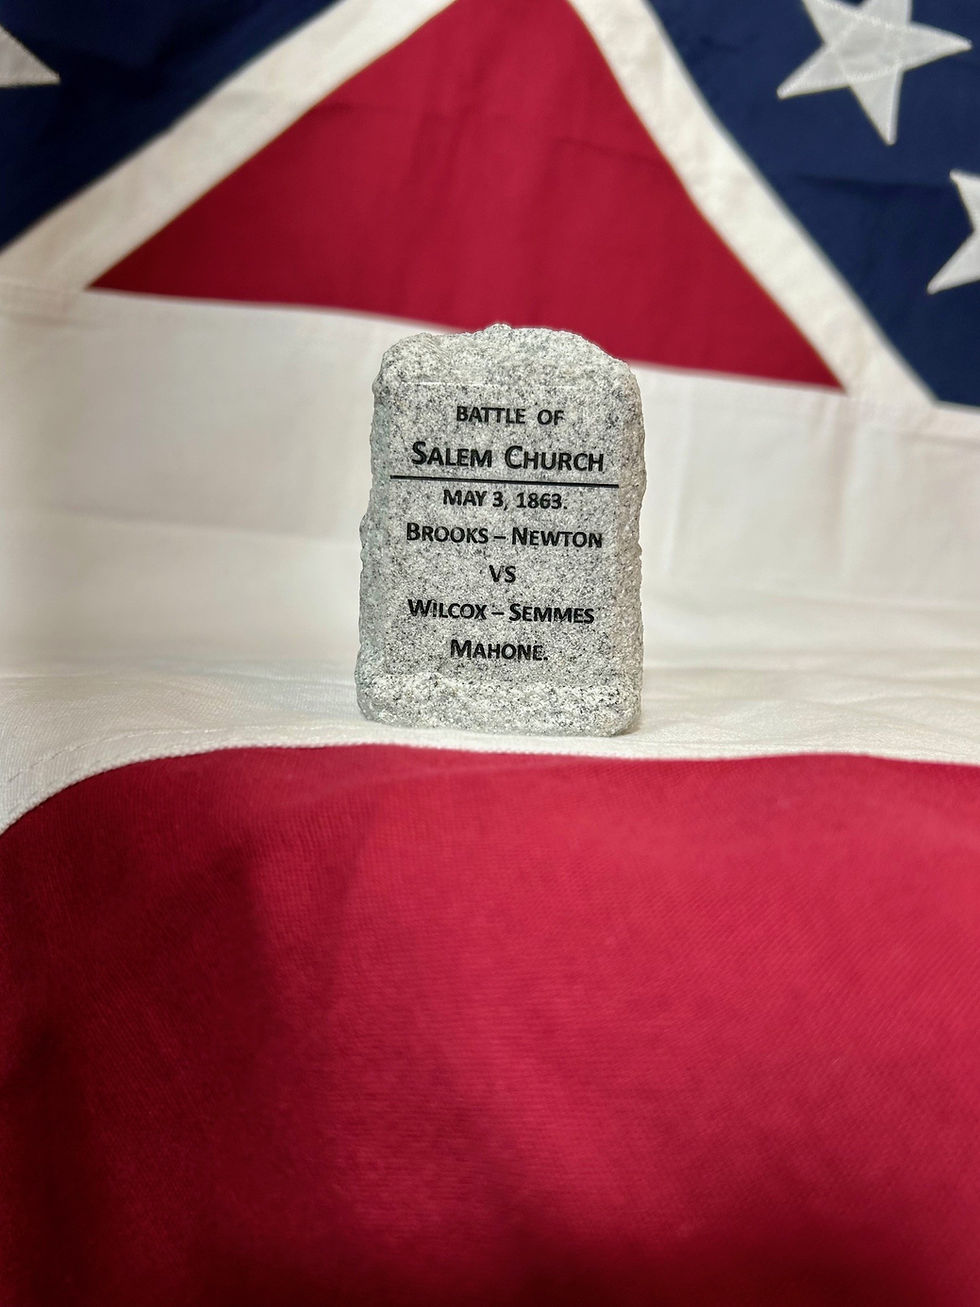 BATTLE OF
SALEM CHURCH
MAY 3, 1863.
BROOKS – NEWTON
VS
WILCOX – SEMMES
MAHONE.